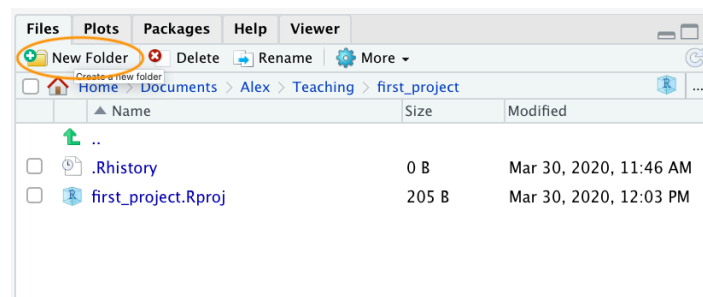 Files Plots Packages Help Viewer
New Folder Delete Rename More
Create a new folder
Home > Documents > Alex > Teaching > first_project R ...
Name Size Modified
..
.Rhistory 0 B Mar 30, 2020, 11:46 AM
R first_project.Rproj 205 B Mar 30, 2020, 12:03 PM